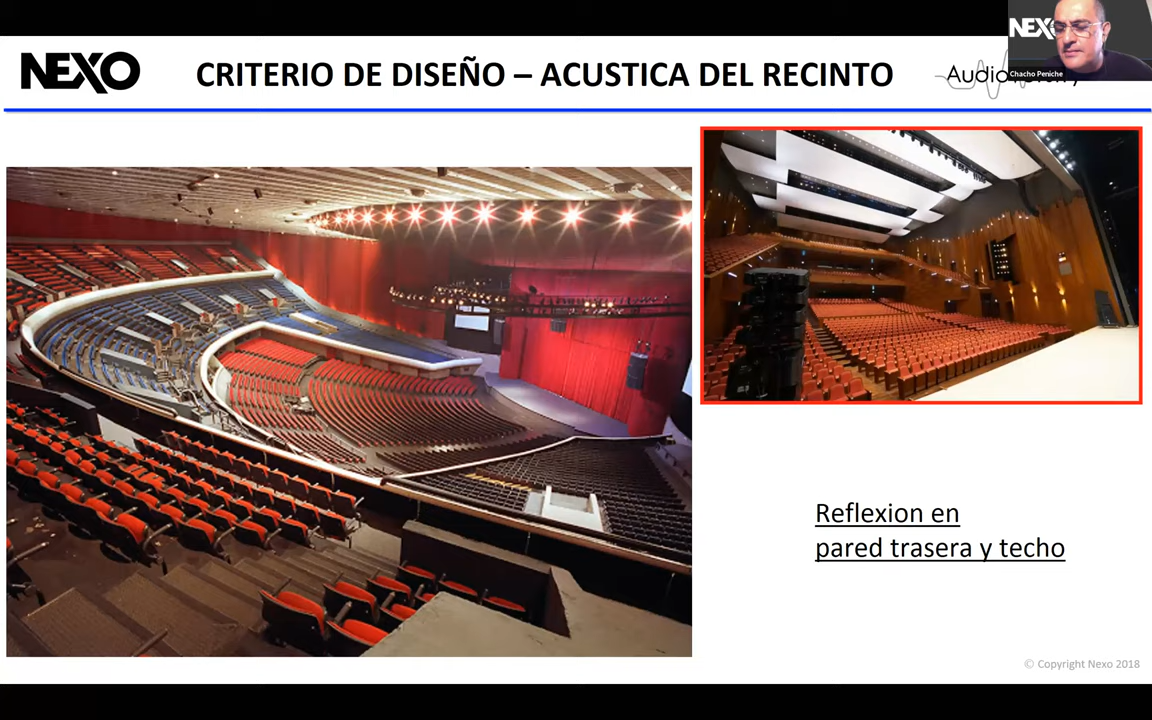 NEXO
CRITERIO DE DISEÑO – ACUSTICA DEL RECINTO
NEXO
Chacho Peniche
Reflexion en
pared trasera y techo
© Copyright Nexo 2018